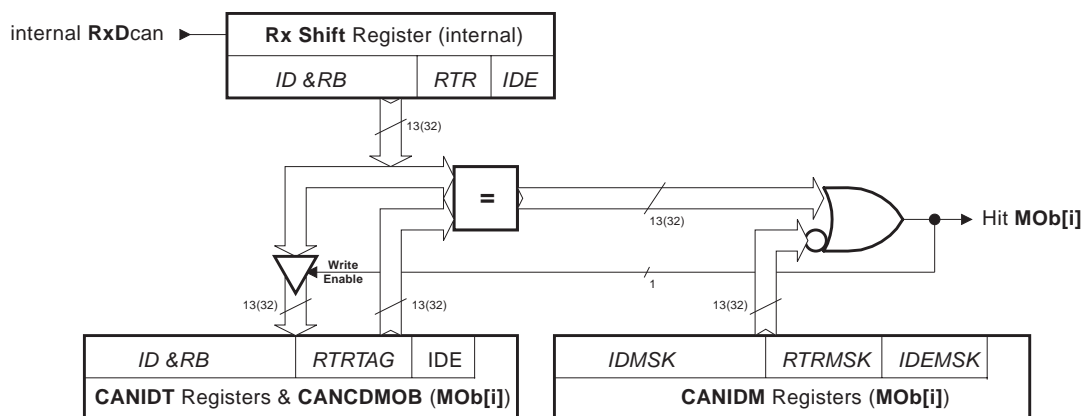 internal RxDcan
Rx Shift Register (internal)
ID &RB RTR IDE
13(32)
=
13(32)
Hit MOb[i]
Write
Enable
1
13(32) 13(32) 13(32)
ID &RB RTRTAG IDE
CANIDT Registers & CANCDMOB (MOb[i])
IDMSK RTRMSK IDEMSK
CANIDM Registers (MOb[i])